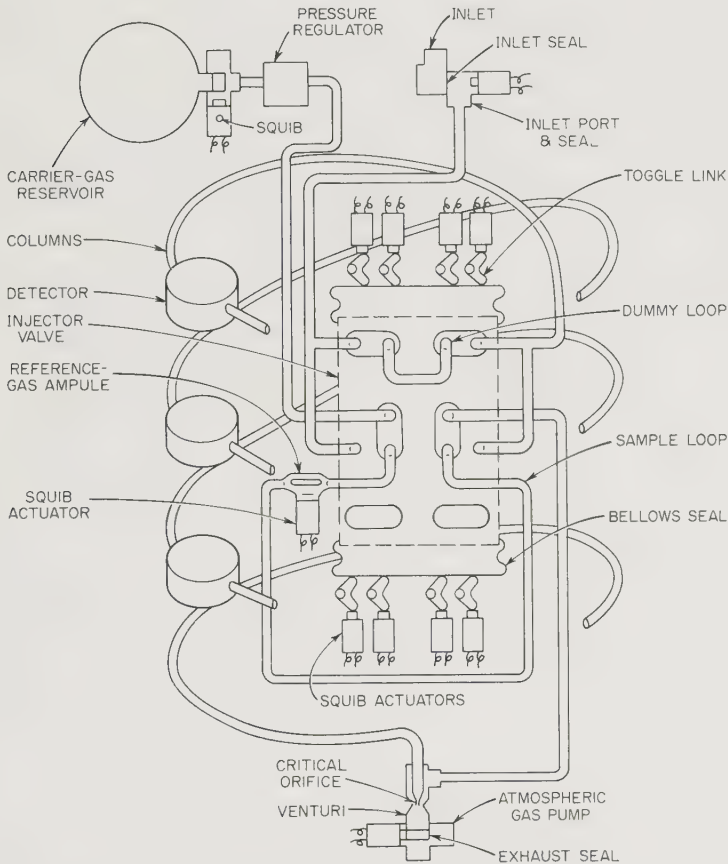 PRESSURE
REGULATOR
INLET
INLET SEAL
SQUIB
INLET PORT
& SEAL
CARRIER-GAS
RESERVOIR
TOGGLE LINK
COLUMNS
DETECTOR
DUMMY LOOP
INJECTOR
VALVE
REFERENCE-
GAS AMPULE
SAMPLE LOOP
SQUIB
ACTUATOR
BELLOWS SEAL
SQUIB ACTUATORS
CRITICAL
ORIFICE
VENTURI
ATMOSPHERIC
GAS PUMP
EXHAUST SEAL